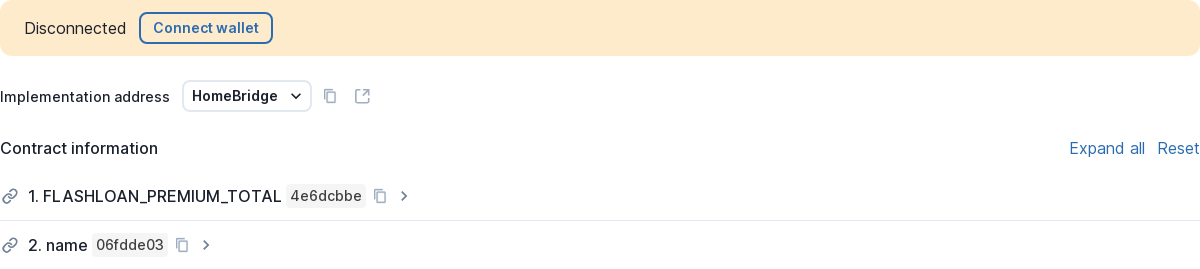 Disconnected Connect wallet
Implementation address HomeBridge
Contract information Expand all Reset
1. FLASHLOAN_PREMIUM_TOTAL 4e6dcbbe
2. name 06fdde03